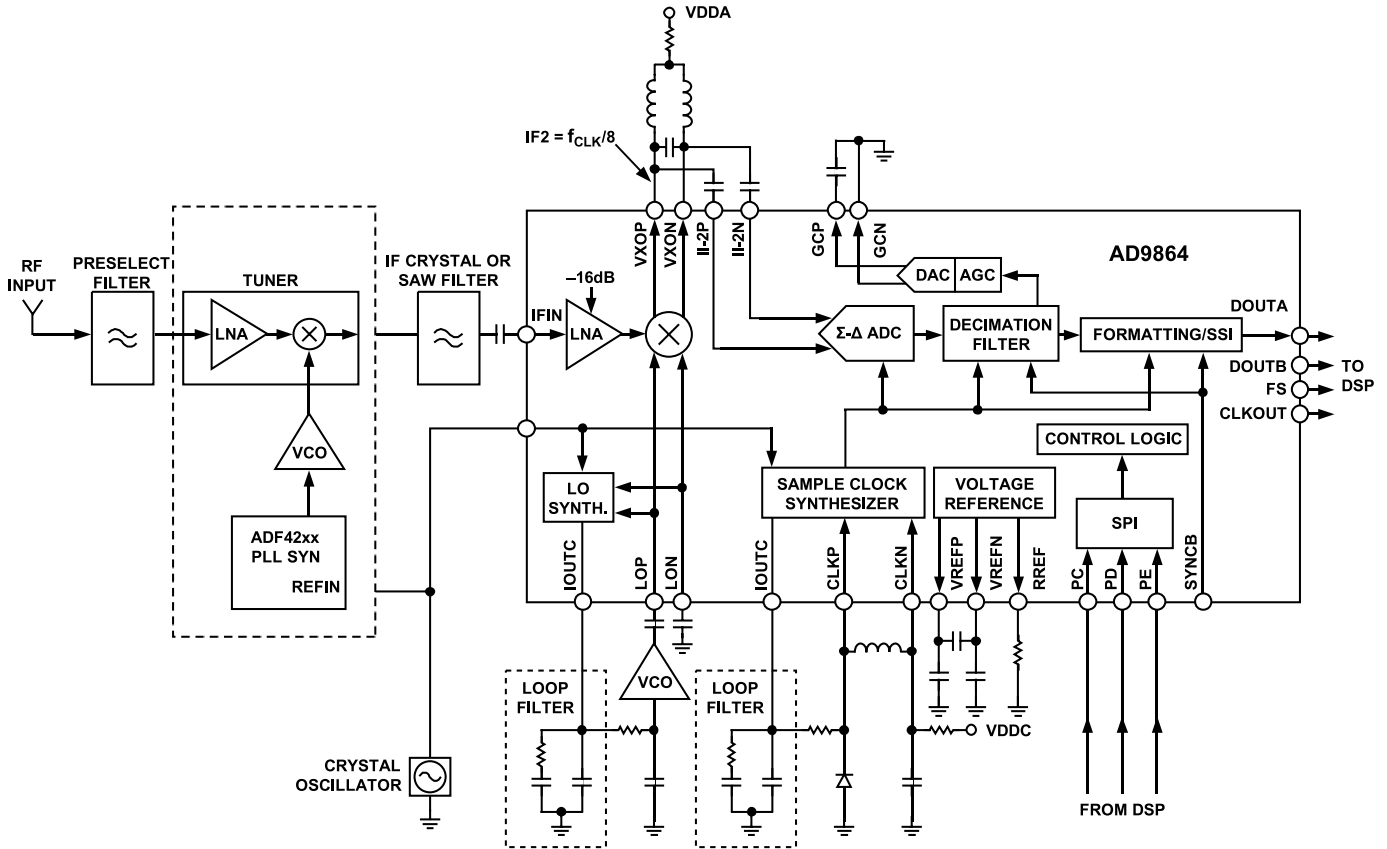 VDDA
IF2 = fCLK/8
RF
INPUT
PRESELECT
FILTER
TUNER
LNA
VCO
ADF42xx
PLL SYN
REFIN
IF CRYSTAL OR
SAW FILTER
IFIN
–16dB
LNA
VXOP
VXON
II-2P
II-2N
GCP
GCN
AD9864
DAC
AGC
Σ-Δ ADC
DECIMATION
FILTER
FORMATTING/SSI
DOUTA
DOUTB
FS
CLKOUT
TO
DSP
LO
SYNTH.
SAMPLE CLOCK
SYNTHESIZER
VOLTAGE
REFERENCE
CONTROL LOGIC
SPI
IOUTC
LOP
LON
IOUTC
CLKP
CLKN
VREFP
VREFN
RREF
PC
PD
PE
SYNCB
LOOP
FILTER
VCO
LOOP
FILTER
VDDC
CRYSTAL
OSCILLATOR
FROM DSP